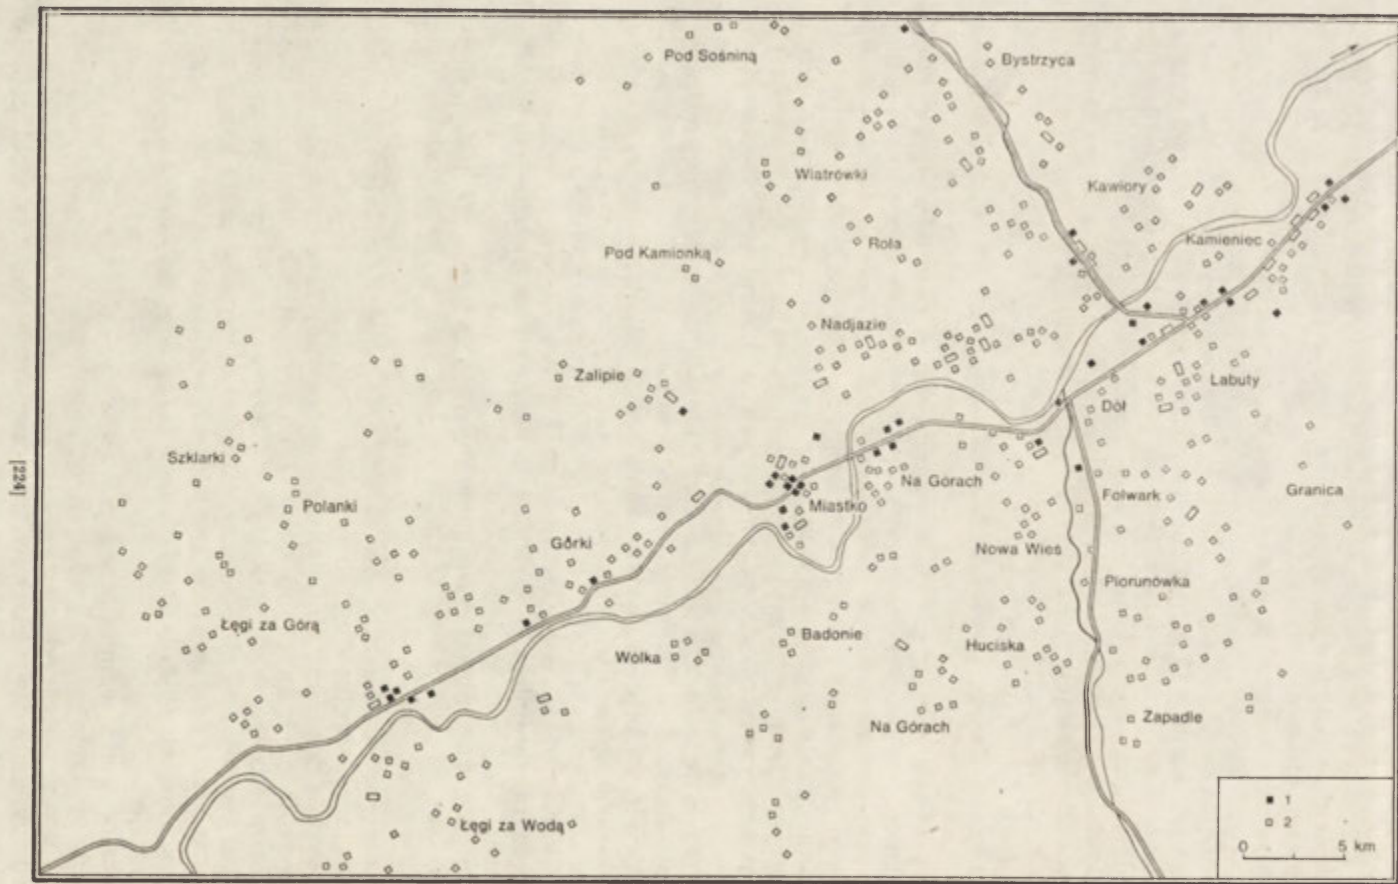 [224]
Pod Sośniną
Bystrzyca
Wiatrówki
Kawiory
Rola
Kamieniec
Pod Kamionką
Nadjazie
Zalipie
Labuty
Dół
Szklarki
Na Górach
Folwark
Granica
Polanki
Miastko
Górki
Nowa Wies
Piorunówka
Łęgi za Górą
Badonie
Huciska
Wólka
Na Górach
Zapadle
Łęgi za Wodą
1
2
0 5 km